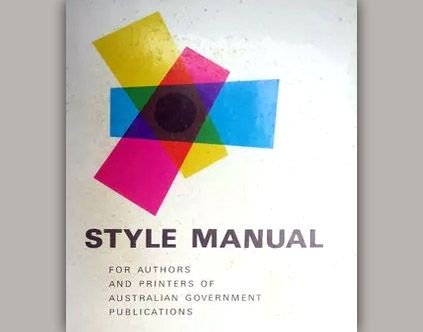 STYLE MANUAL
FOR AUTHORS
AND PRINTERS OF
AUSTRALIAN GOVERNMENT
PUBLICATIONS